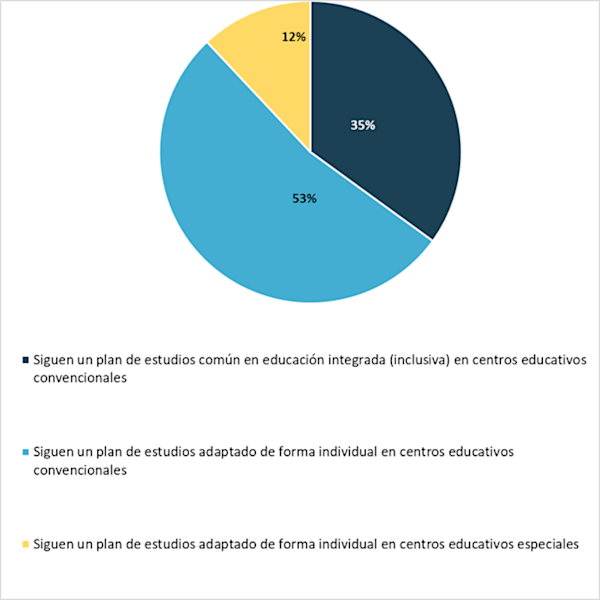 12%
35%
53%
Siguen un plan de estudios común en educación integrada (inclusiva) en centros educativos
convencionales
Siguen un plan de estudios adaptado de forma individual en centros educativos
convencionales
Siguen un plan de estudios adaptado de forma individual en centros educativos especiales